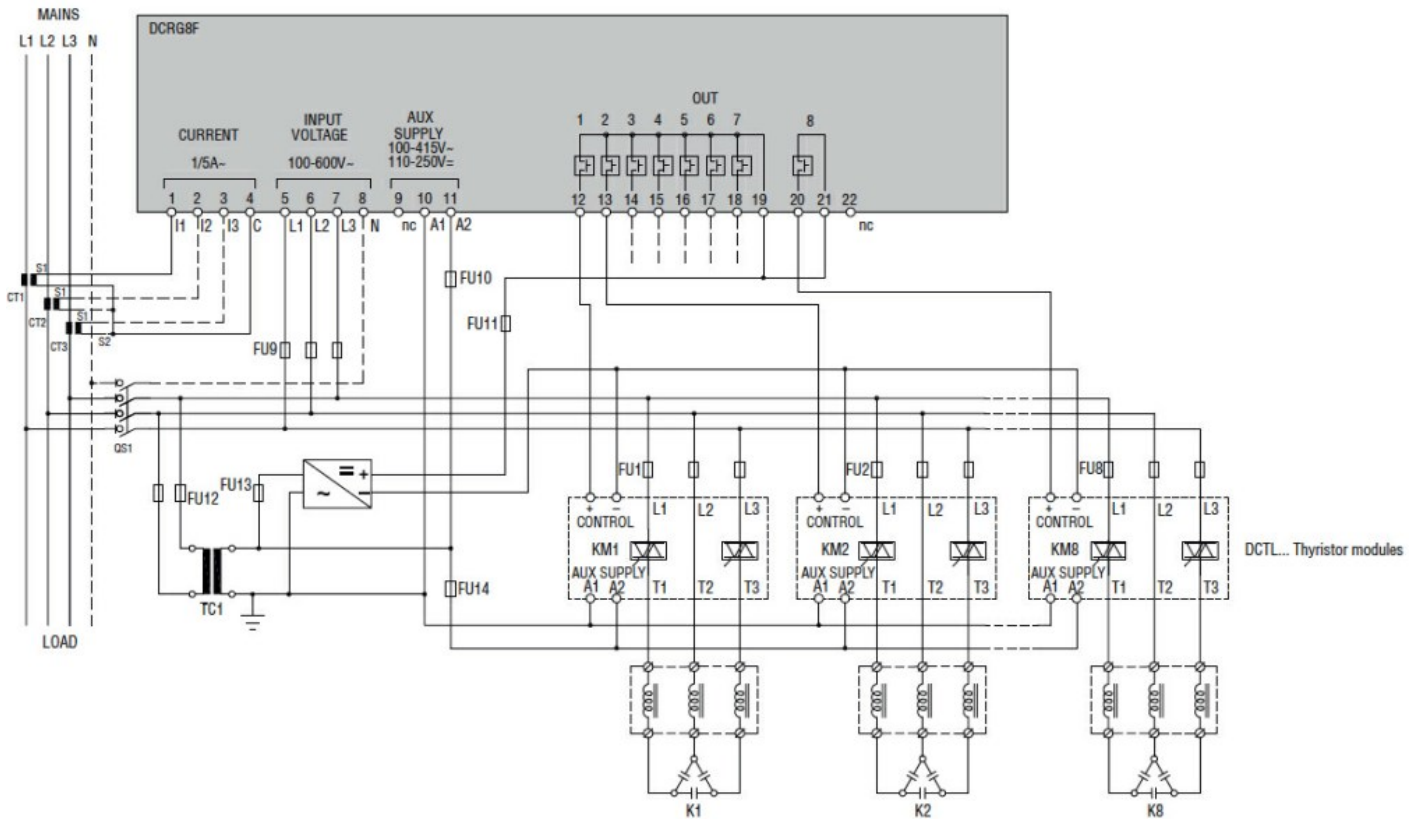 MAINS
L1 L2 L3 N
DCRG8F
OUT
CURRENT
1/5A~
INPUT
VOLTAGE
100-600V~
AUX
SUPPLY
100-415V~
110-250V=
1 2 3 4 5 6 7 8
1 2 3 4 5 6 7 8 9 10 11 12 13 14 15 16 17 18 19 20 21 22
I1 I2 I3 C L1 L2 L3 N nc A1 A2 nc
S1
CT1
S1
CT2
S1
CT3
S2
FU10
FU11
FU9
QS1
FU12
FU13
= +
~ −
FU1
FU2
FU8
+ − L1 L2 L3
CONTROL
KM1
AUX SUPPLY
A1 A2 T1 T2 T3
+ − L1 L2 L3
CONTROL
KM2
AUX SUPPLY
A1 A2 T1 T2 T3
+ − L1 L2 L3
CONTROL
KM8
AUX SUPPLY
A1 A2 T1 T2 T3
DCTL... Thyristor modules
FU14
TC1
LOAD
K1
K2
K8